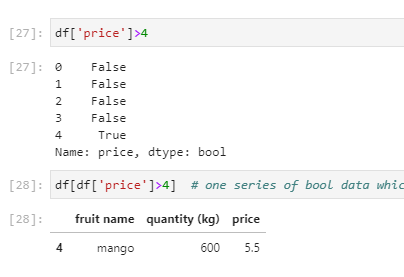 [27]: df['price']>4
[27]: 0 False
1 False
2 False
3 False
4 True
Name: price, dtype: bool
[28]: df[df['price']>4] # one series of bool data
[28]: fruit name quantity (kg) price
4 mango 600 5.5